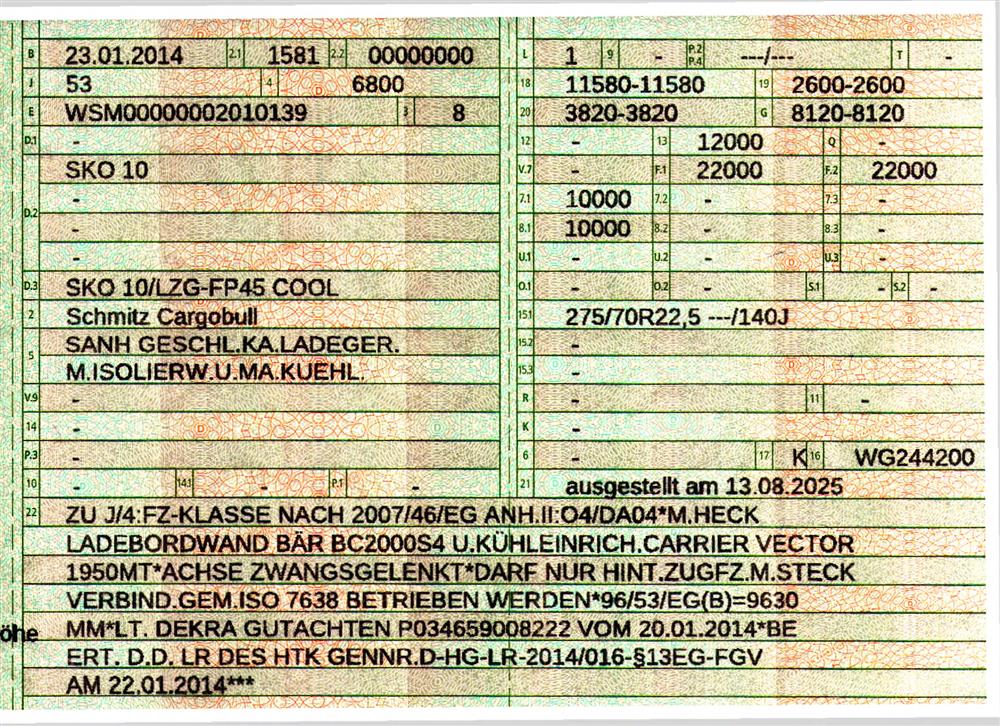 B 23.01.2014 2.1 1581 2.2 00000000
J 53 4 6800
E WSM00000002010139 3 8
D.1 -
SKO 10
D.2 -
-
-
D.3 SKO 10/LZG-FP45 COOL
2 Schmitz Cargobull
5 SANH GESCHL.KA.LADEGER.
M.ISOLIERW.U.MA.KUEHL.
V.9 -
14 -
P.3 -
10 - 14.1 - P.1 -
L 1 9 - P.2 P.4 ---/--- T -
18 11580-11580 19 2600-2600
20 3820-3820 G 8120-8120
12 - 13 12000 Q -
V.7 - F.1 22000 F.2 22000
7.1 10000 7.2 - 7.3 -
8.1 10000 8.2 - 8.3 -
U.1 - U.2 - U.3 -
O.1 - O.2 - S.1 - S.2 -
15.1 275/70R22,5 ---/140J
15.2 -
15.3 -
R - 11 -
K -
6 - 17 K 16 WG244200
21 ausgestellt am 13.08.2025
22 ZU J/4:FZ-KLASSE NACH 2007/46/EG ANH.II:O4/DA04*M.HECK
LADEBORDWAND BÄR BC2000S4 U.KÜHLEINRICH.CARRIER VECTOR
1950MT*ACHSE ZWANGSGELENKT*DARF NUR HINT.ZUGFZ.M.STECK
VERBIND.GEM.ISO 7638 BETRIEBEN WERDEN*96/53/EG(B)=9630
öhe MM*LT. DEKRA GUTACHTEN P034659008222 VOM 20.01.2014*BE
ERT. D.D. LR DES HTK GENNR.D-HG-LR-2014/016-§13EG-FGV
AM 22.01.2014***